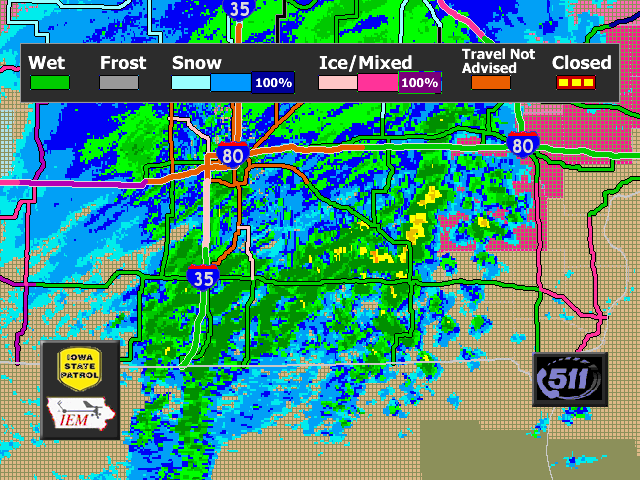 35
Wet Frost Snow 100% Ice/Mixed 100% Travel Not Advised Closed
80
80
35
IOWA
STATE
PATROL
IEM
511